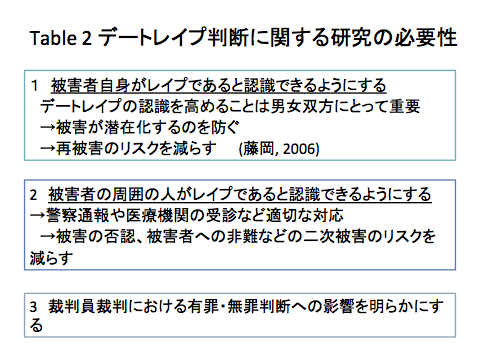 Table 2 デートレイプ判断に関する研究の必要性
1 被害者自身がレイプであると認識できるようにする
デートレイプの認識を高めることは男女双方にとって重要
→被害が潜在化するのを防ぐ
→再被害のリスクを減らす (藤岡, 2006)
2 被害者の周囲の人がレイプであると認識できるようにする
→警察通報や医療機関の受診など適切な対応
→被害の否認、被害者への非難などの二次被害のリスクを
減らす
3 裁判員裁判における有罪・無罪判断への影響を明らかにす
る